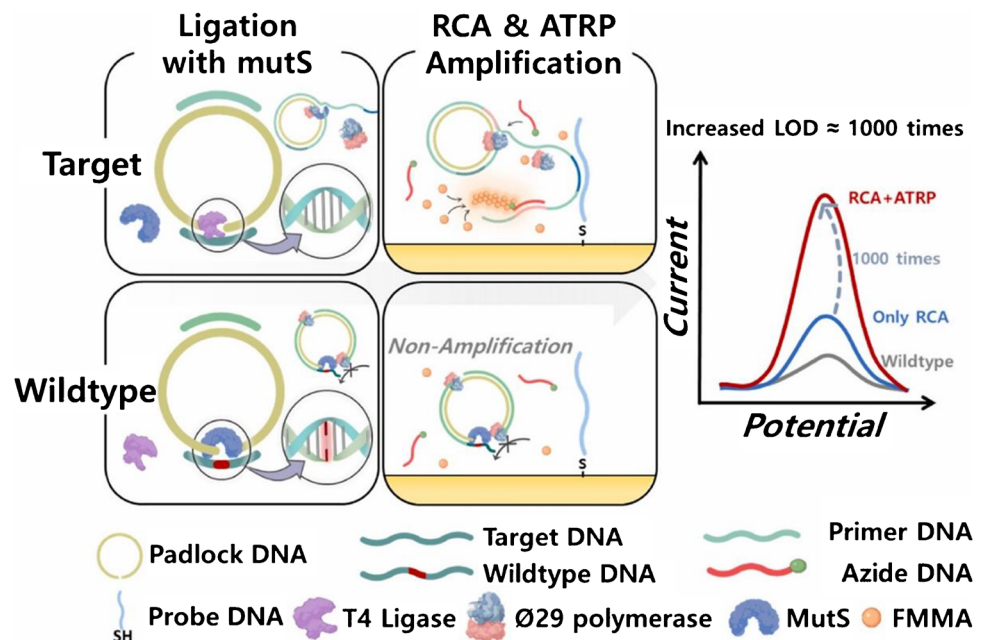 Ligation
with mutS
RCA & ATRP
Amplification
Target
S
Increased LOD ≈ 1000 times
RCA+ATRP
1000 times
Only RCA
Wildtype
Current
Potential
Wildtype
Non-Amplification
S
Padlock DNA
Target DNA
Wildtype DNA
Primer DNA
Azide DNA
Probe DNA
SH
T4 Ligase
Ø29 polymerase
MutS
FMMA